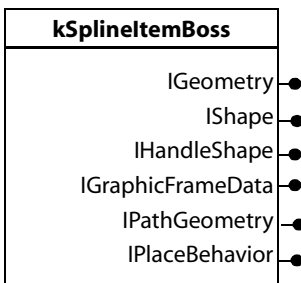 kSplineItemBoss
IGeometry
IShape
IHandleShape
IGraphicFrameData
IPathGeometry
IPlaceBehavior